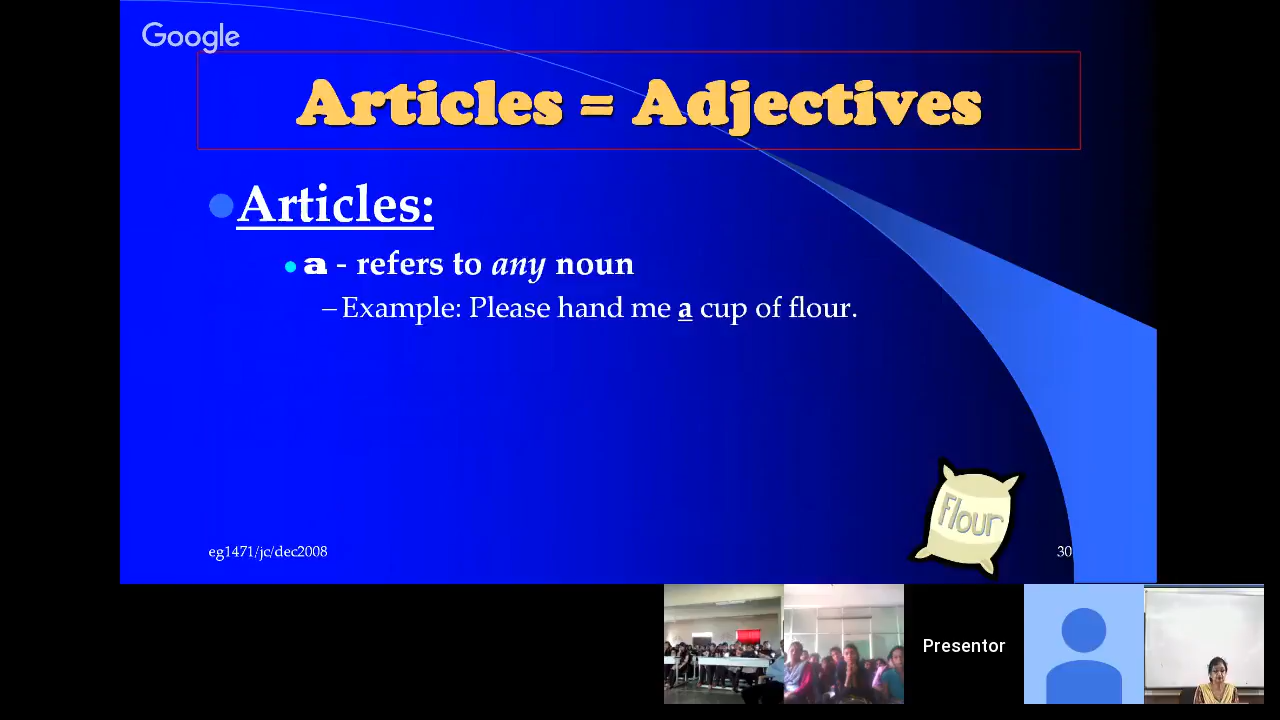 Google
Articles = Adjectives
Articles:
a - refers to any noun
– Example: Please hand me a cup of flour.
Flour
eg1471/jc/dec2008
30
Presentor